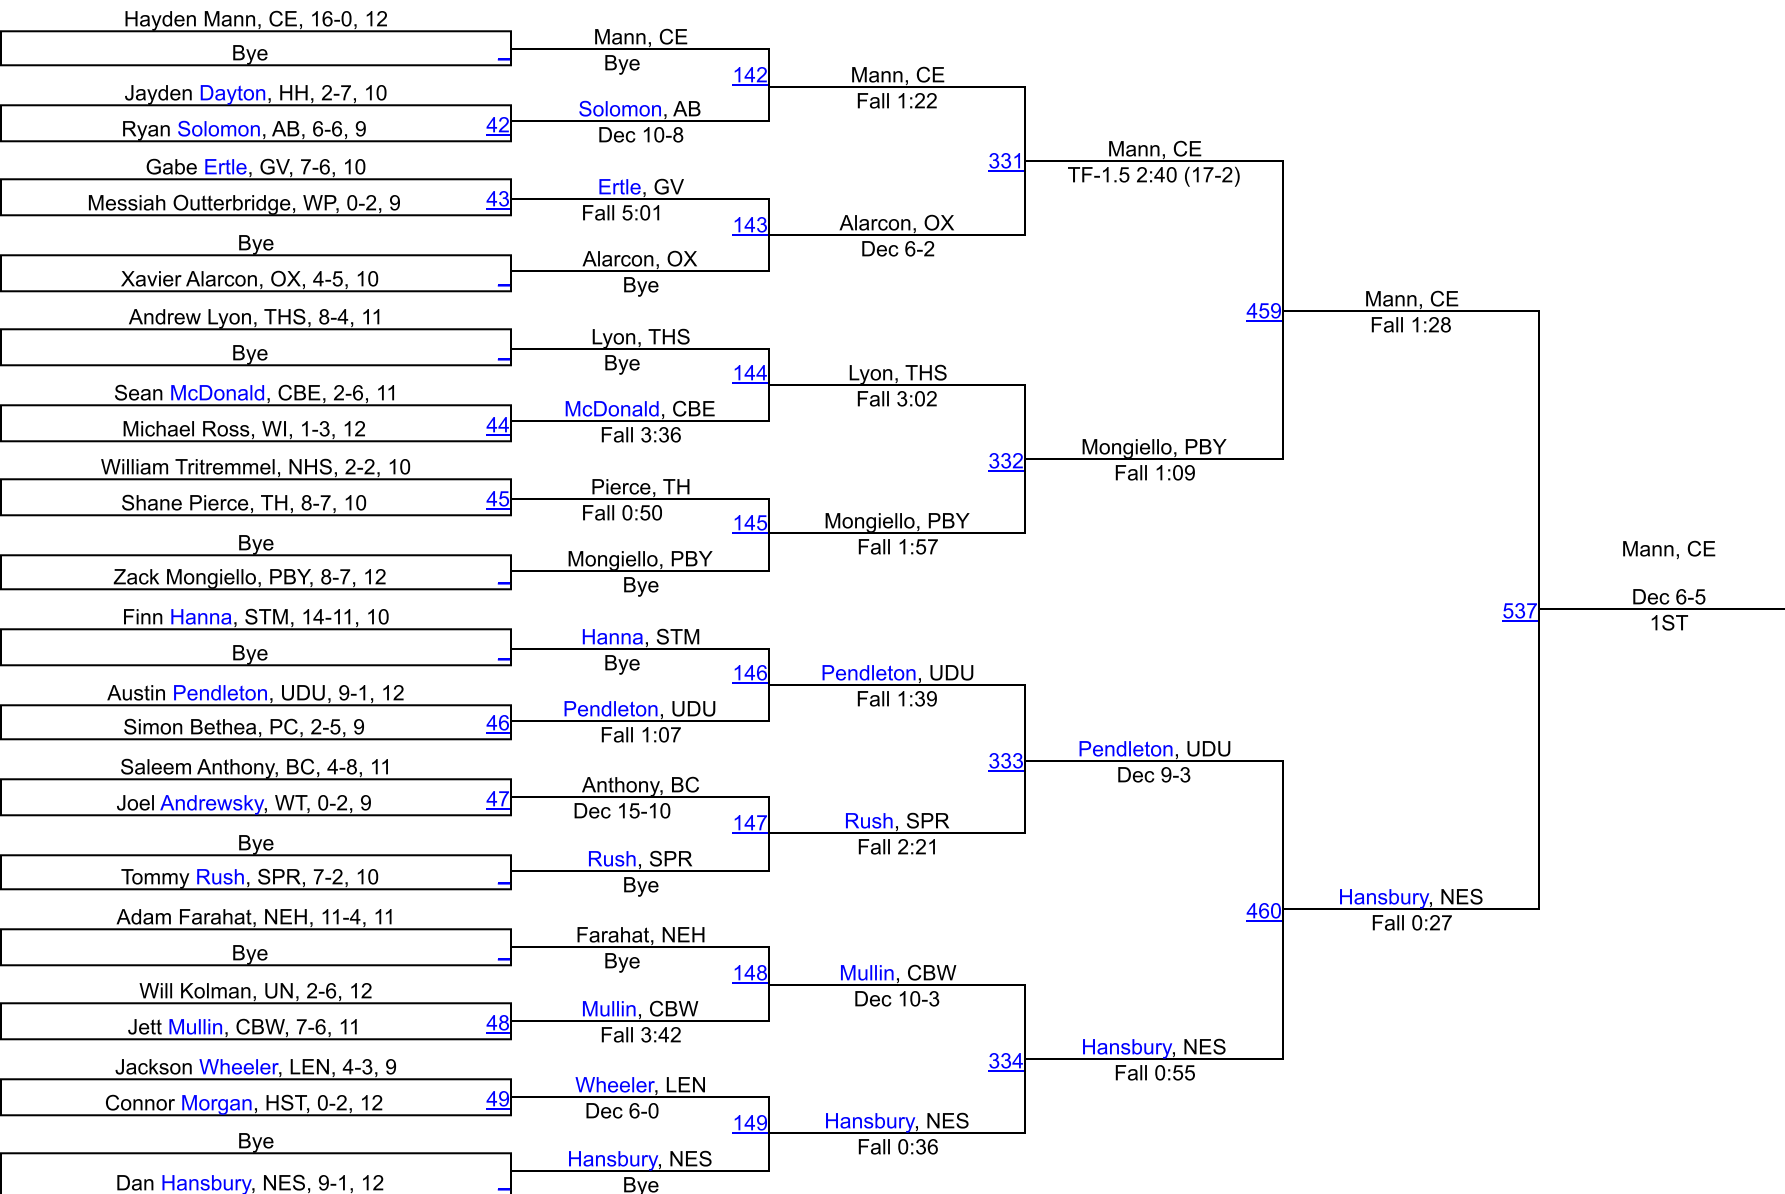 Hayden Mann, CE, 16-0, 12
Bye
Jayden Dayton, HH, 2-7, 10
Ryan Solomon, AB, 6-6, 9
42
Gabe Ertle, GV, 7-6, 10
Messiah Outterbridge, WP, 0-2, 9
43
Bye
Xavier Alarcon, OX, 4-5, 10
Andrew Lyon, THS, 8-4, 11
Bye
Sean McDonald, CBE, 2-6, 11
Michael Ross, WI, 1-3, 12
44
William Tritremmel, NHS, 2-2, 10
Shane Pierce, TH, 8-7, 10
45
Bye
Zack Mongiello, PBY, 8-7, 12
Finn Hanna, STM, 14-11, 10
Bye
Austin Pendleton, UDU, 9-1, 12
Simon Bethea, PC, 2-5, 9
46
Saleem Anthony, BC, 4-8, 11
Joel Andrewsky, WT, 0-2, 9
47
Bye
Tommy Rush, SPR, 7-2, 10
Adam Farahat, NEH, 11-4, 11
Bye
Will Kolman, UN, 2-6, 12
Jett Mullin, CBW, 7-6, 11
48
Jackson Wheeler, LEN, 4-3, 9
Connor Morgan, HST, 0-2, 12
49
Bye
Dan Hansbury, NES, 9-1, 12
Mann, CE
Bye
142
Solomon, AB
Dec 10-8
Ertle, GV
Fall 5:01
143
Alarcon, OX
Bye
Lyon, THS
Bye
144
McDonald, CBE
Fall 3:36
Pierce, TH
Fall 0:50
145
Mongiello, PBY
Bye
Hanna, STM
Bye
146
Pendleton, UDU
Fall 1:07
Anthony, BC
Dec 15-10
147
Rush, SPR
Bye
Farahat, NEH
Bye
148
Mullin, CBW
Fall 3:42
Wheeler, LEN
Dec 6-0
149
Hansbury, NES
Bye
Mann, CE
Fall 1:22
331
Alarcon, OX
Dec 6-2
Lyon, THS
Fall 3:02
332
Mongiello, PBY
Fall 1:57
Pendleton, UDU
Fall 1:39
333
Rush, SPR
Fall 2:21
Mullin, CBW
Dec 10-3
334
Hansbury, NES
Fall 0:36
Mann, CE
TF-1.5 2:40 (17-2)
459
Mongiello, PBY
Fall 1:09
Pendleton, UDU
Dec 9-3
460
Hansbury, NES
Fall 0:55
Mann, CE
Fall 1:28
537
Hansbury, NES
Fall 0:27
Mann, CE
Dec 6-5
1ST